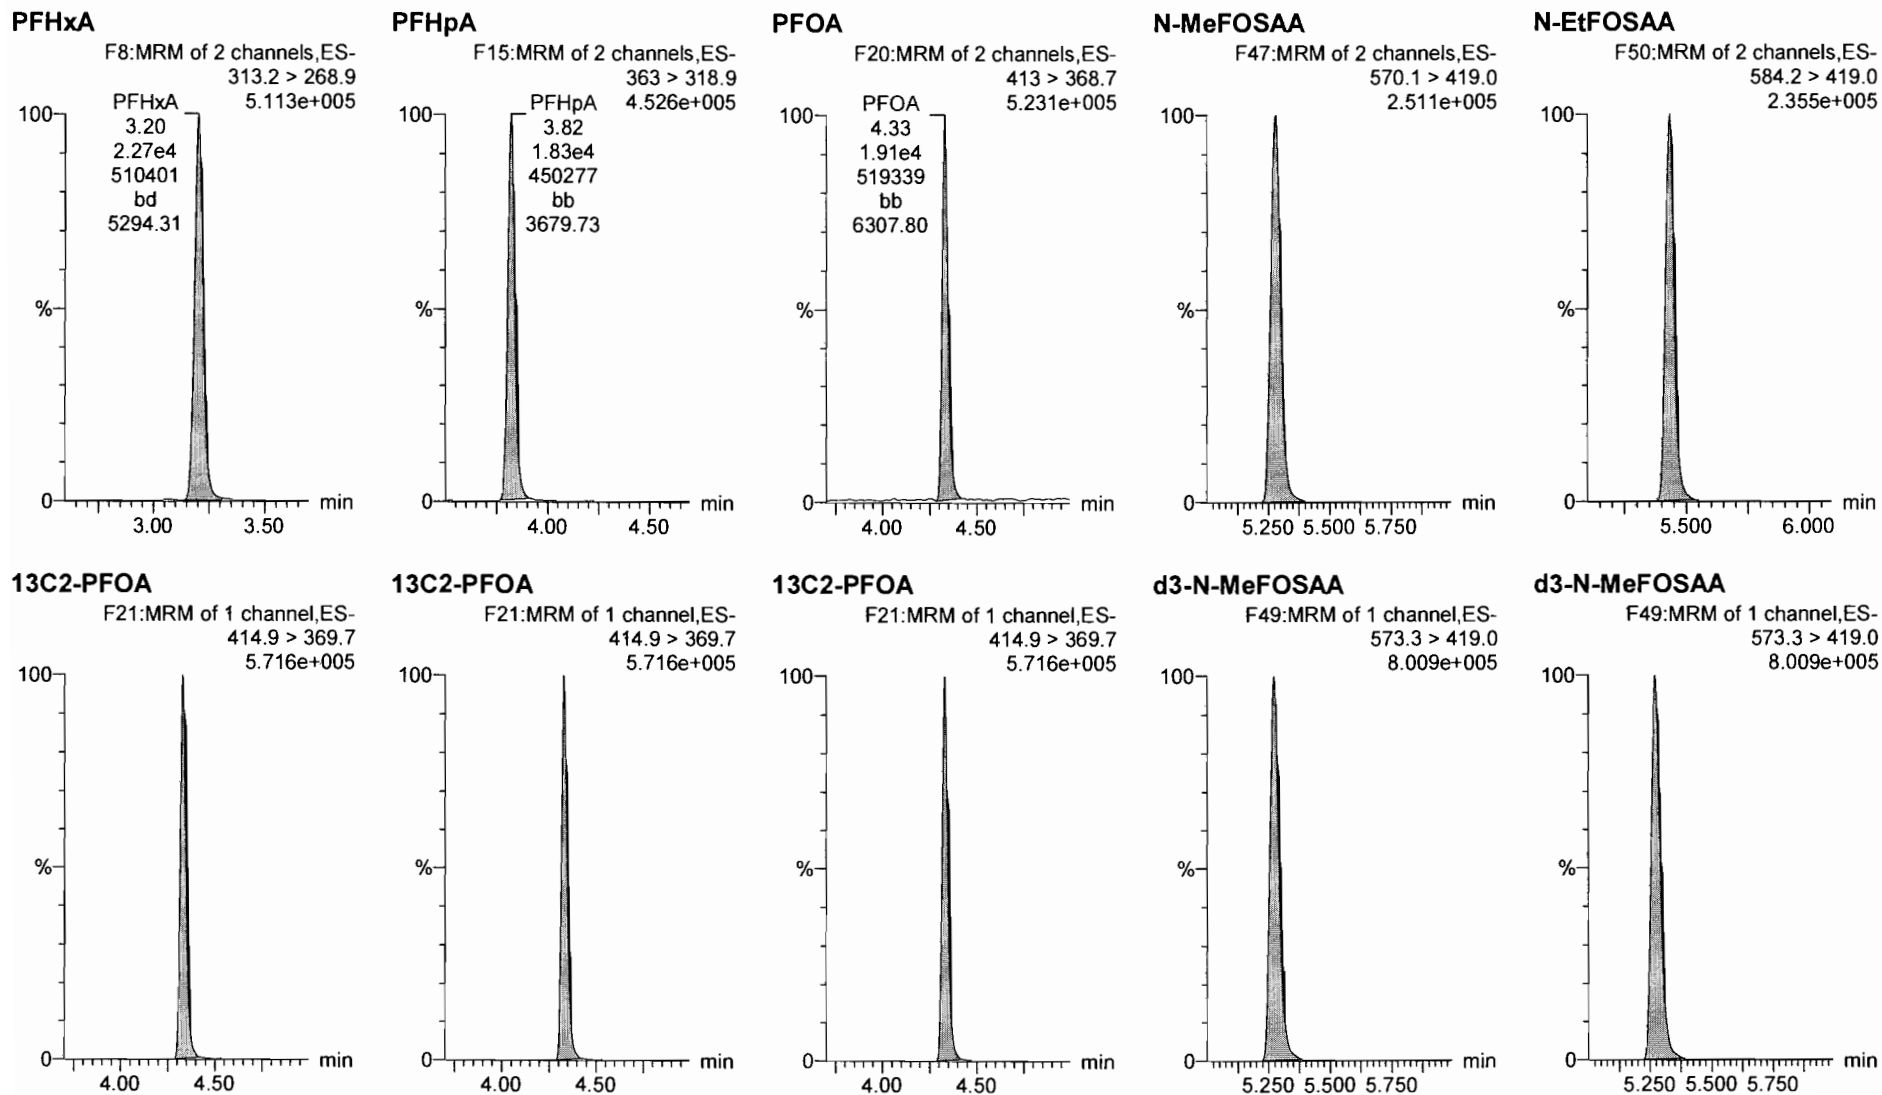 PFHxA
F8:MRM of 2 channels,ES-
313.2 > 268.9
5.113e+005
PFHxA
3.20
2.27e4
510401
bd
5294.31
100
%
0
min
3.00 3.50
PFHpA
F15:MRM of 2 channels,ES-
363 > 318.9
4.526e+005
PFHpA
3.82
1.83e4
450277
bb
3679.73
100
%
0
min
4.00 4.50
PFOA
F20:MRM of 2 channels,ES-
413 > 368.7
5.231e+005
PFOA
4.33
1.91e4
519339
bb
6307.80
100
%
0
min
4.00 4.50
N-MeFOSAA
F47:MRM of 2 channels,ES-
570.1 > 419.0
2.511e+005
100
%
0
min
5.250 5.500 5.750
N-EtFOSAA
F50:MRM of 2 channels,ES-
584.2 > 419.0
2.355e+005
100
%
0
min
5.500 6.000
13C2-PFOA
F21:MRM of 1 channel,ES-
414.9 > 369.7
5.716e+005
100
%
0
min
4.00 4.50
13C2-PFOA
F21:MRM of 1 channel,ES-
414.9 > 369.7
5.716e+005
100
%
0
min
4.00 4.50
13C2-PFOA
F21:MRM of 1 channel,ES-
414.9 > 369.7
5.716e+005
100
%
0
min
4.00 4.50
d3-N-MeFOSAA
F49:MRM of 1 channel,ES-
573.3 > 419.0
8.009e+005
100
%
0
min
5.250 5.500 5.750
d3-N-MeFOSAA
F49:MRM of 1 channel,ES-
573.3 > 419.0
8.009e+005
100
%
0
min
5.250 5.500 5.750